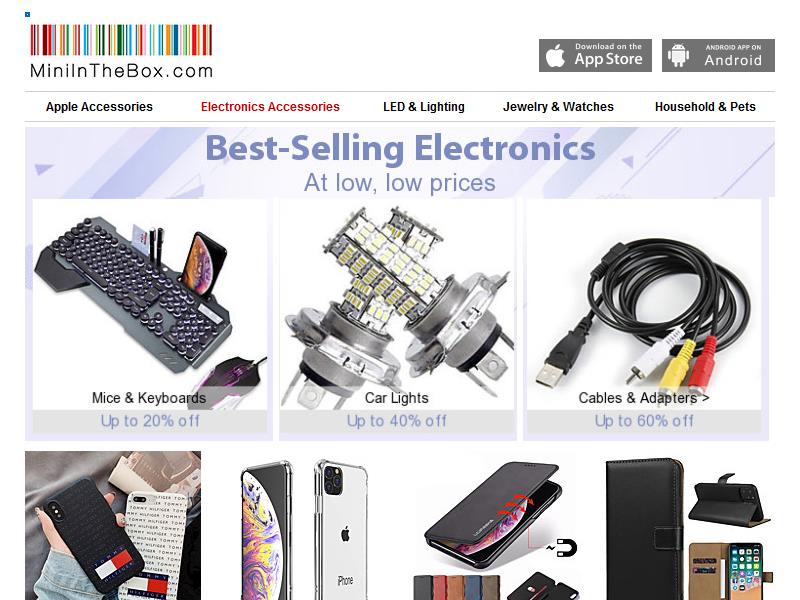 MiniInTheBox.com
Download on the
App Store
ANDROID APP ON
Android
Apple Accessories
Electronics Accessories
LED & Lighting
Jewelry & Watches
Household & Pets
Best-Selling Electronics
At low, low prices
Mice & Keyboards
Up to 20% off
Car Lights
Up to 40% off
Cables & Adapters >
Up to 60% off
TOMMY HILFIGER
iPhone